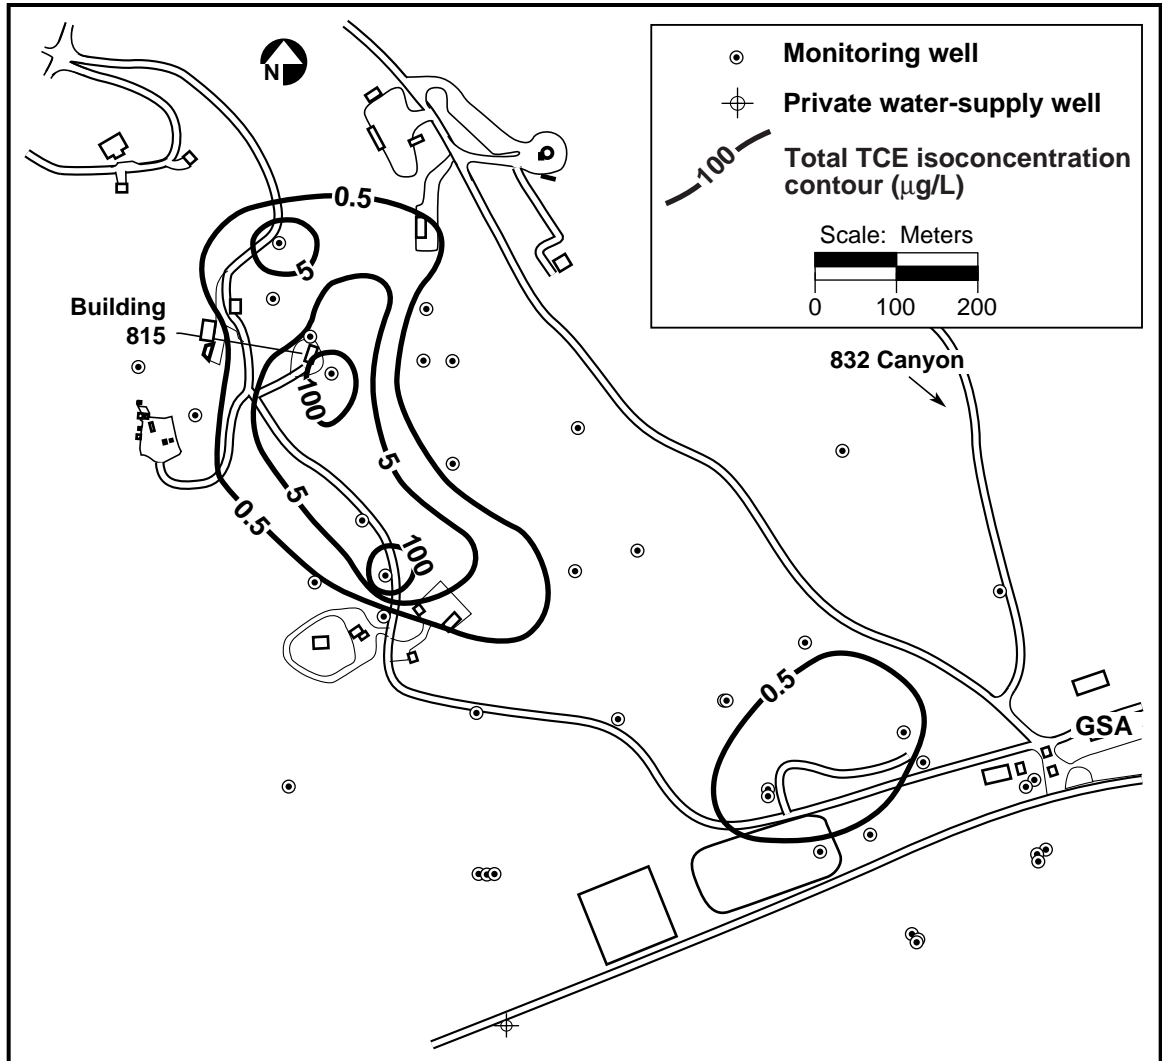 N
Monitoring well
Private water-supply well
100
Total TCE isoconcentration
contour (µg/L)
Scale: Meters
0 100 200
0.5
5
Building
815
832 Canyon
100
5
5
0.5
100
0.5
GSA